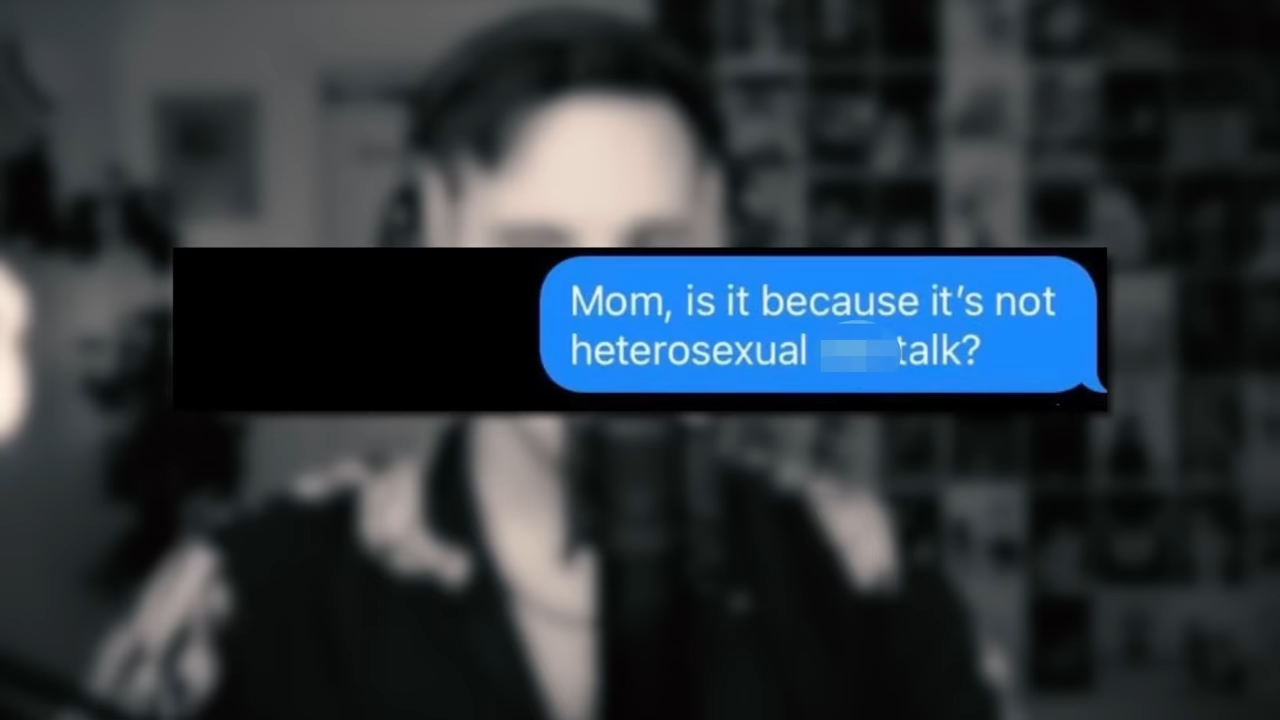 Mom, is it because it’s not
heterosexual talk?